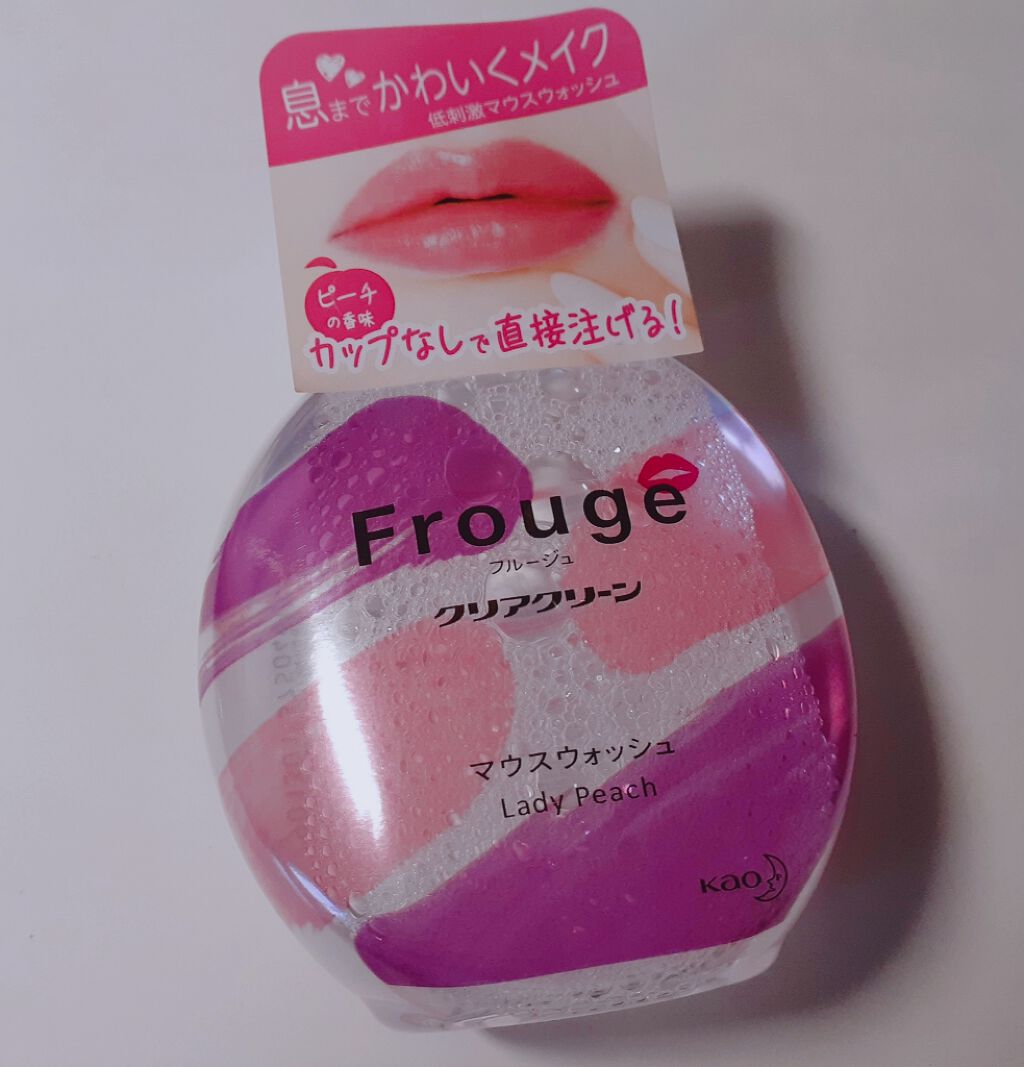 息までかわいくメイク
低刺激マウスウォッシュ
ピーチ
の香味
カップなしで直接注げる!
Frouge
フルージュ
クリアクリーン
マウスウォッシュ
Lady Peach
Kao